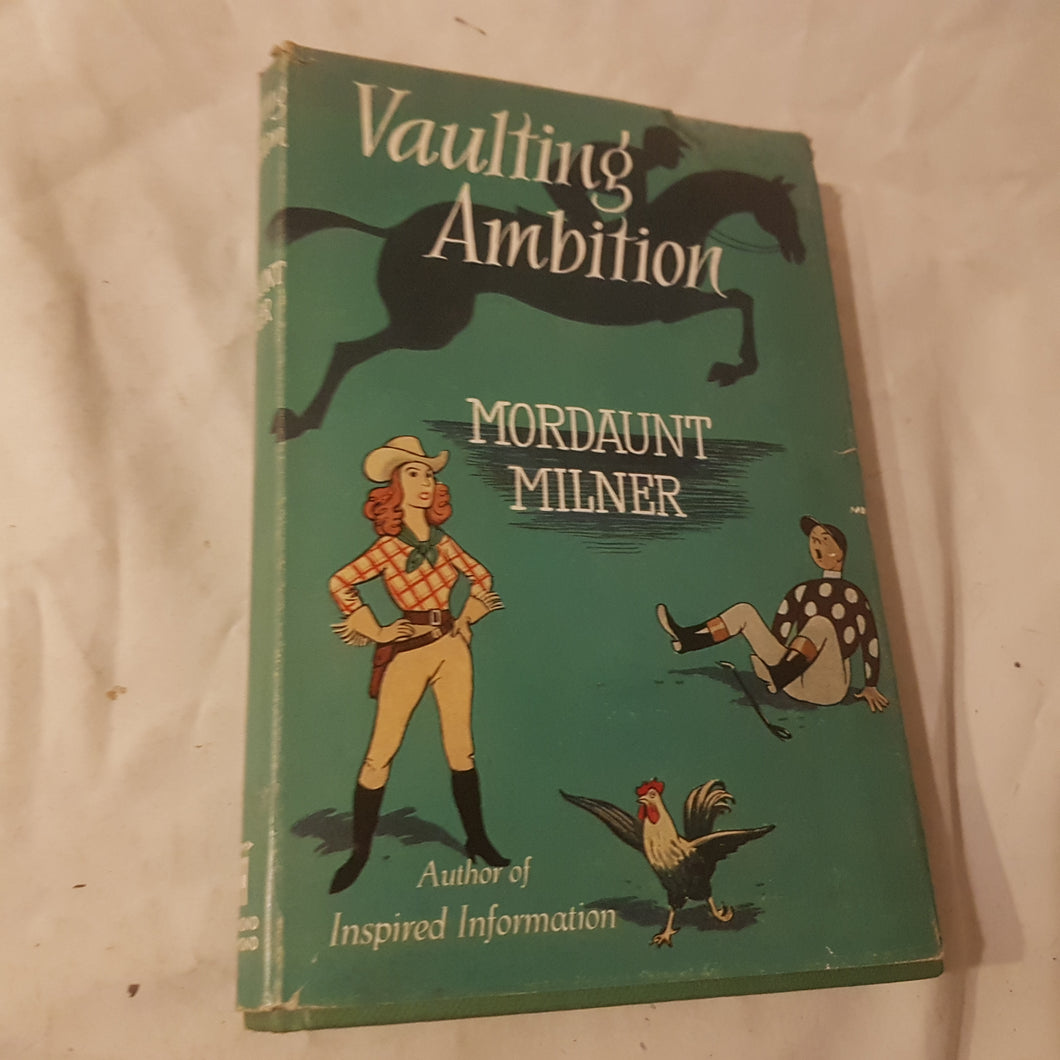 Vaulting
Ambition
MORDAUNT
MILNER
Author of
Inspired Information